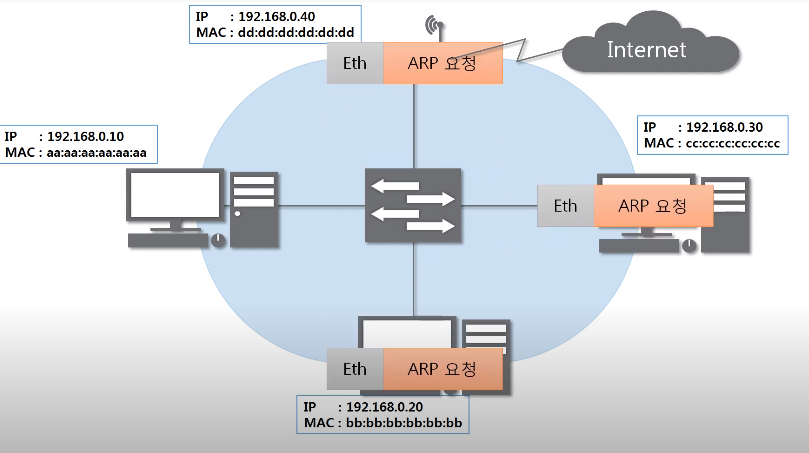 IP : 192.168.0.40
MAC : dd:dd:dd:dd:dd:dd
Eth ARP 요청
Internet
IP : 192.168.0.10
MAC : aa:aa:aa:aa:aa:aa
IP : 192.168.0.30
MAC : cc:cc:cc:cc:cc:cc
Eth ARP 요청
Eth ARP 요청
IP : 192.168.0.20
MAC : bb:bb:bb:bb:bb:bb